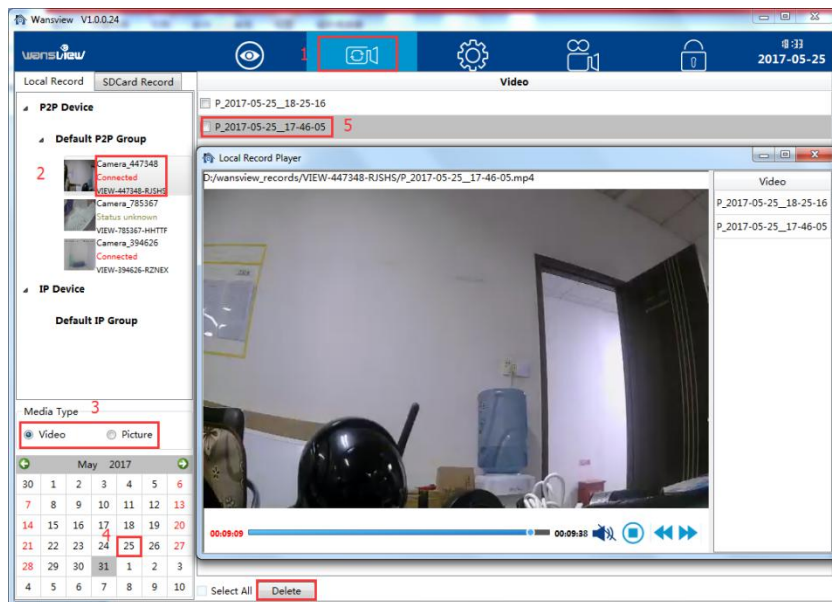 Wansview V1.0.0.24
wansview
1
2017-05-25
Local Record SDCard Record
Video
P2P Device
P_2017-05-25__18-25-16
P_2017-05-25__17-46-05 5
Default P2P Group
2
Camera_447348
Connected
VIEW-447348-RJSHS
Camera_785367
Status unknown
VIEW-785367-HHTTF
Camera_394626
Connected
VIEW-394626-RZNEX
IP Device
Default IP Group
Local Record Player
D:/wansview_records/VIEW-447348-RJSHS/P_2017-05-25__17-46-05.mp4
Video
P_2017-05-25__18-25-16
P_2017-05-25__17-46-05
00:09:09 00:09:38
Media Type 3
Video Picture
May 2017
30 1 2 3 4 5 6
7 8 9 10 11 12 13
14 15 16 17 18 19 20
4
21 22 23 24 25 26 27
28 29 30 31 1 2 3
4 5 6 7 8 9 10
Select All Delete